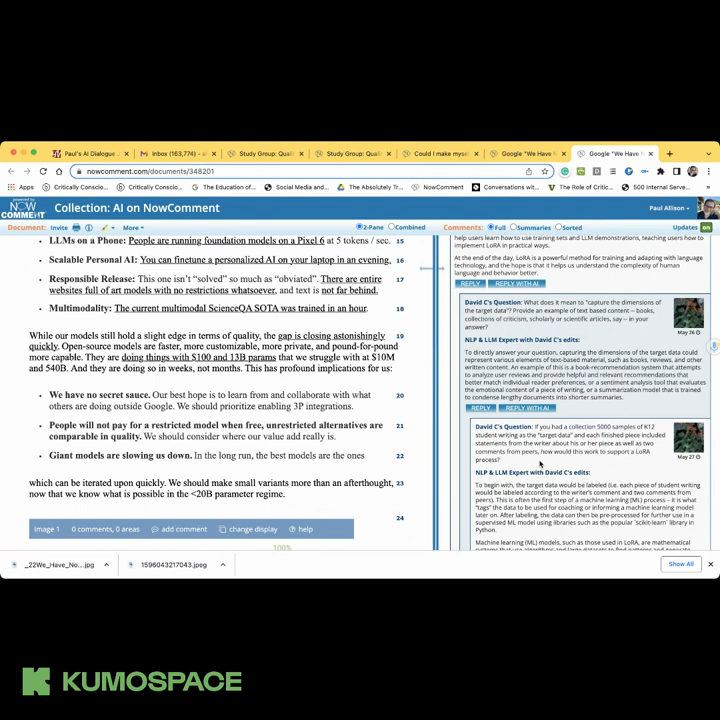 Paul's AI Dialogue
Inbox (163,774) – al
Study Group: Quali
Study Group: Quali
Could I make myse
Google "We Have N
Google "We Have N
nowcomment.com/documents/348201
Apps
Critically Conscio...
Critically Conscio...
The Education of...
Social Media and...
The Absolutely Tr...
NowComment
Conversations wit...
The Role of Critic...
500 Internal Serve...
powered by
NOW COMMENT
Collection: AI on NowComment
Paul Allison
Document:
Invite
More
2-Pane
Combined
Comments:
Full
Summaries
Sorted
Updates
on
LLMs on a Phone: People are running foundation models on a Pixel 6 at 5 tokens / sec.
15
Scalable Personal AI: You can finetune a personalized AI on your laptop in an evening.
16
Responsible Release: This one isn't "solved" so much as "obviated". There are entire
17
websites full of art models with no restrictions whatsoever, and text is not far behind.
Multimodality: The current multimodal ScienceQA SOTA was trained in an hour.
18
While our models still hold a slight edge in terms of quality, the gap is closing astonishingly
19
quickly. Open-source models are faster, more customizable, more private, and pound-for-pound
more capable. They are doing things with $100 and 13B params that we struggle with at $10M
and 540B. And they are doing so in weeks, not months. This has profound implications for us:
We have no secret sauce. Our best hope is to learn from and collaborate with what
20
others are doing outside Google. We should prioritize enabling 3P integrations.
People will not pay for a restricted model when free, unrestricted alternatives are
21
comparable in quality. We should consider where our value add really is.
Giant models are slowing us down. In the long run, the best models are the ones
22
which can be iterated upon quickly. We should make small variants more than an afterthought,
23
now that we know what is possible in the <20B parameter regime.
24
Image 1
0 comments, 0 areas
add comment
change display
help
100%
help users learn how to use training sets and LLM demonstrations, teaching users how to
implement LoRA in practical ways.
At the end of the day, LoRA is a powerful tool for training and adapting with language
technology, and the hope is that it helps us understand the complexity of human
language and behavior better.
REPLY
REPLY WITH AI
David C's Question: What does it mean to "capture the dimensions of
the target data"? Provide an example of text based content -- books,
collections of criticism, scholarly or scientific articles, say -- in your
answer?
May 26
NLP & LLM Expert with David C's edits:
To directly answer your question, capturing the dimensions of the target data could
represent various elements of text-based material, such as books, reviews, and other
written content. An example of this is a book-recommendation system that attempts
to analyze user reviews and provide helpful and relevant recommendations that
better match individual reader preferences, or a sentiment analysis tool that evaluates
the emotional content of a piece of writing, or a summarization model that is trained
to condense lengthy documents into shorter summaries.
REPLY
REPLY WITH AI
David C's Question: If you had a collection 5000 samples of K12
student writing as the "target data" and each finished piece included
statements from the writer about his or her piece as well as two
comments from peers, how would this work to support a LoRA
process?
May 27
NLP & LLM Expert with David C's edits:
To begin with, the target data would be labeled (i.e. each piece of student writing
would be labeled according to the writer's comment and two comments from
peers). This is often the first step of a machine learning (ML) process – it is what
"tags" the data to be used for coaching or informing a machine learning model
later on. After labeling, the data can then be pre-processed for further use in a
supervised ML model using libraries such as the popular `scikit-learn` library in
Python.
Machine learning (ML) models, such as those used in LoRA, are mathematical
_22We_Have_No....jpg
1596043217043.jpeg
Show All
KUMOSPACE